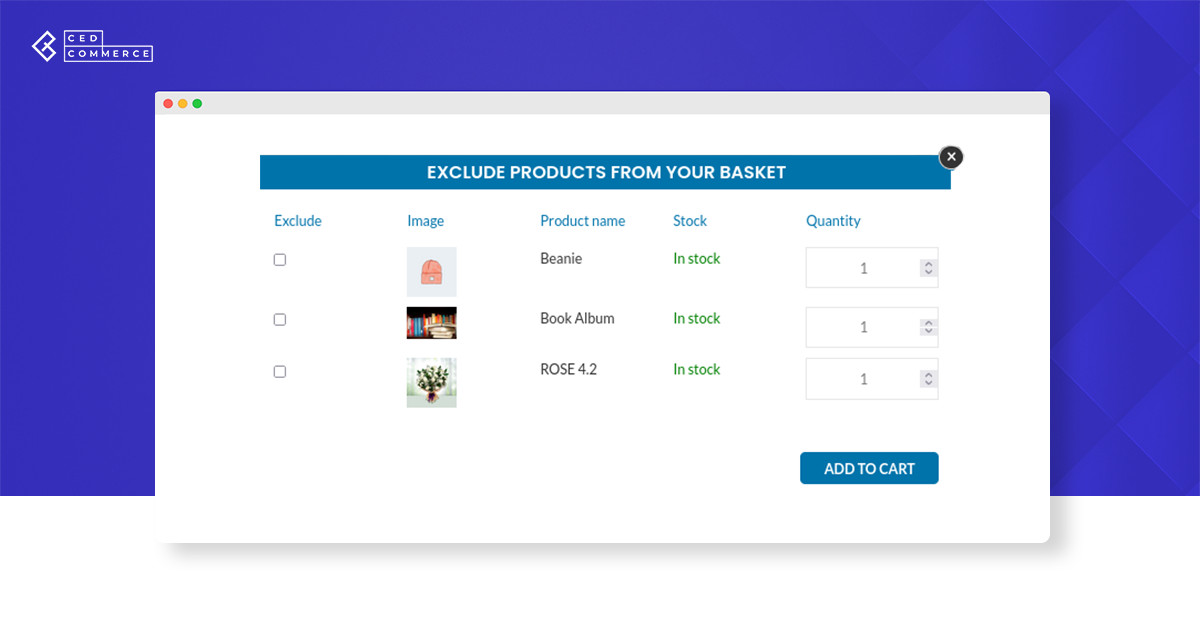 CED
COMMERCE
EXCLUDE PRODUCTS FROM YOUR BASKET
Exclude Image Product name Stock Quantity
Beanie In stock 1
Book Album In stock 1
ROSE 4.2 In stock 1
ADD TO CART